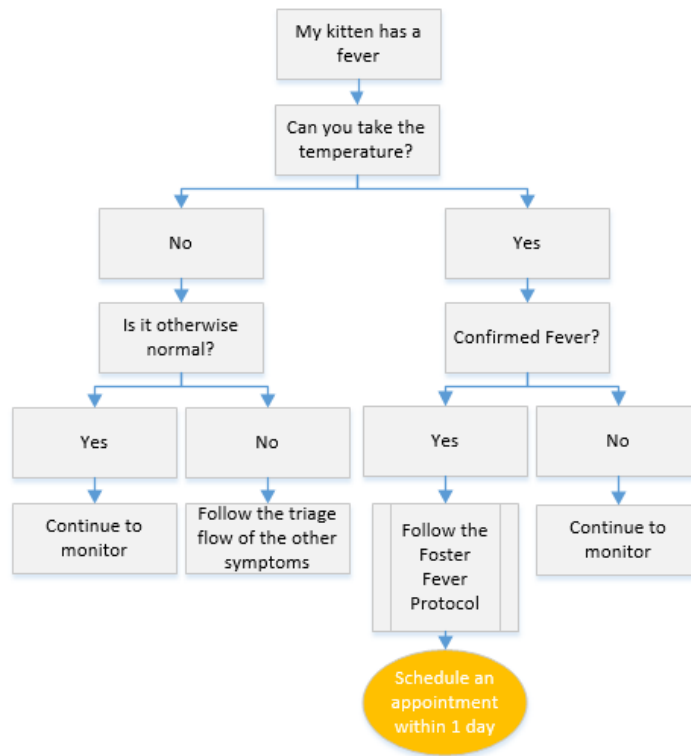 My kitten has a
fever
Can you take the
temperature?
No
Yes
Is it otherwise
normal?
Confirmed Fever?
Yes
No
Yes
No
Continue to
monitor
Follow the triage
flow of the other
symptoms
Follow the
Foster
Fever
Protocol
Continue to
monitor
Schedule an
appointment
within 1 day